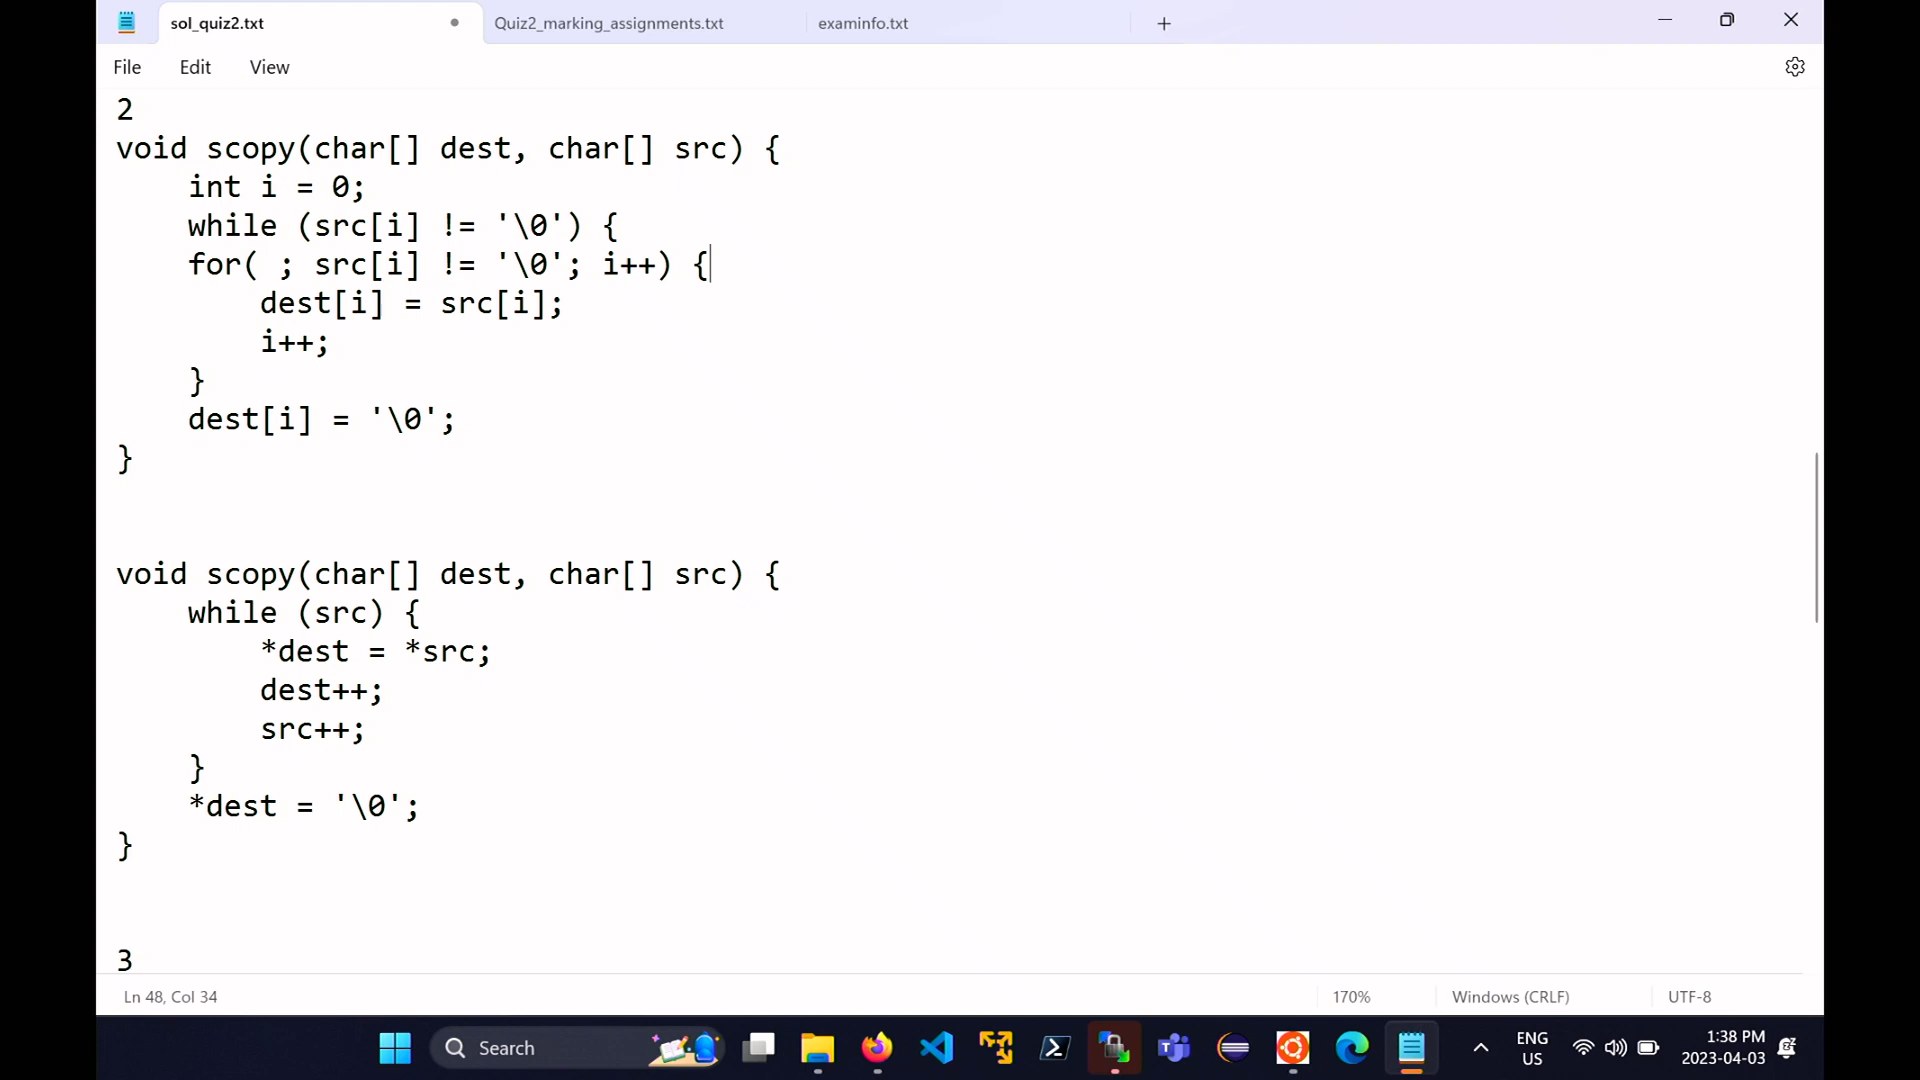 sol_quiz2.txt
Quiz2_marking_assignments.txt
examinfo.txt
File Edit View
2
void scopy(char[] dest, char[] src) {
    int i = 0;
    while (src[i] != '\0') {
    for( ; src[i] != '\0'; i++) {
        dest[i] = src[i];
        i++;
    }
    dest[i] = '\0';
}
void scopy(char[] dest, char[] src) {
    while (src) {
        *dest = *src;
        dest++;
        src++;
    }
    *dest = '\0';
}
3
Ln 48, Col 34
170%
Windows (CRLF)
UTF-8
Search
ENG
US
1:38 PM
2023-04-03